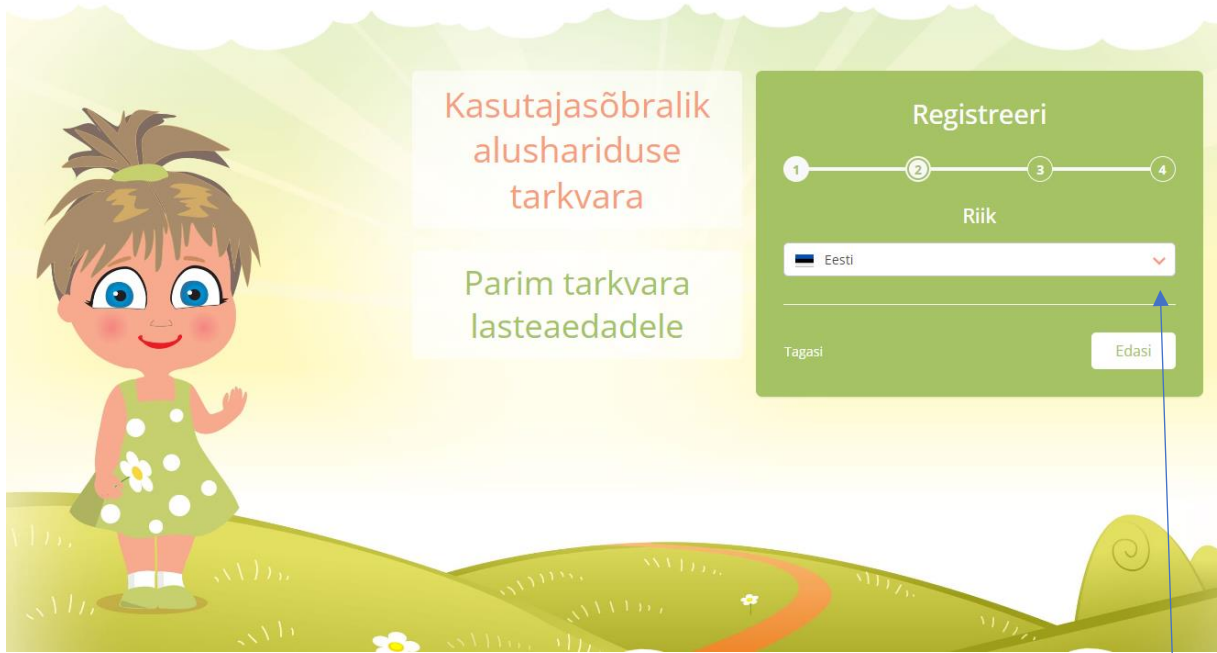 Kasutajasõbralik
alushariduse
tarkvara
Parim tarkvara
lasteaedadele
Registreeri
1 2 3 4
Riik
Eesti
Tagasi Edasi